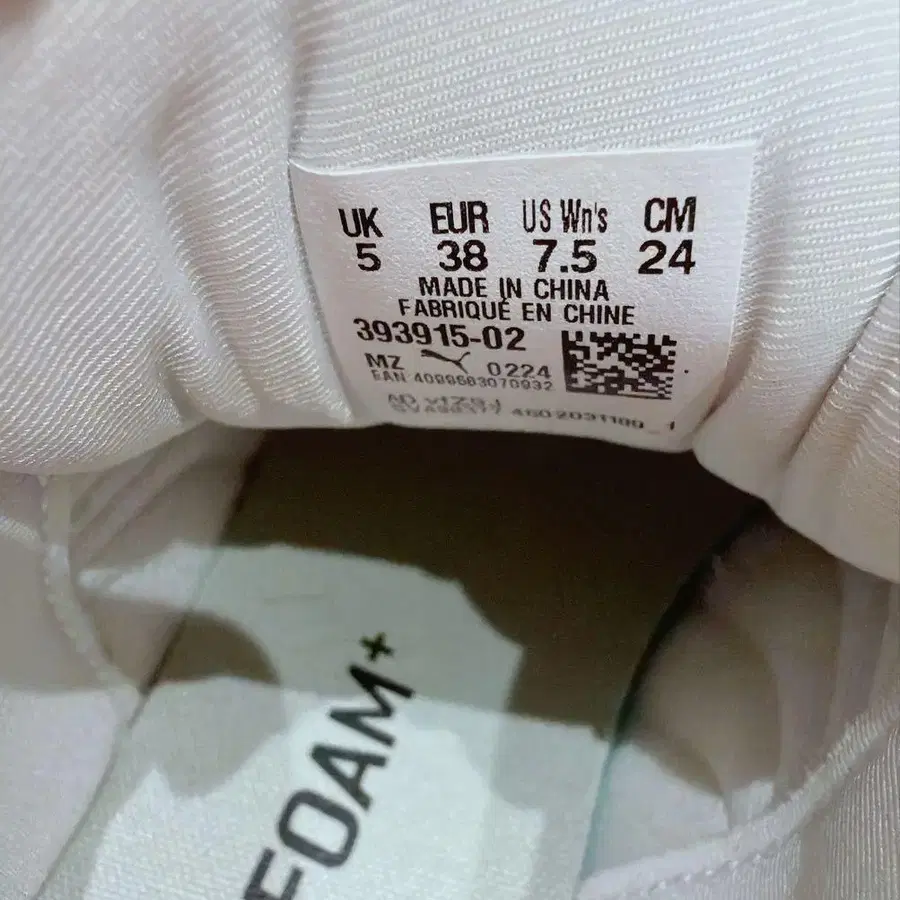 UK EUR US Wn's CM
5 38 7.5 24
MADE IN CHINA
FABRIQUÉ EN CHINE
393915-02
MZ 0224
EAN: 4099683070932
2031100_1
FOAM+